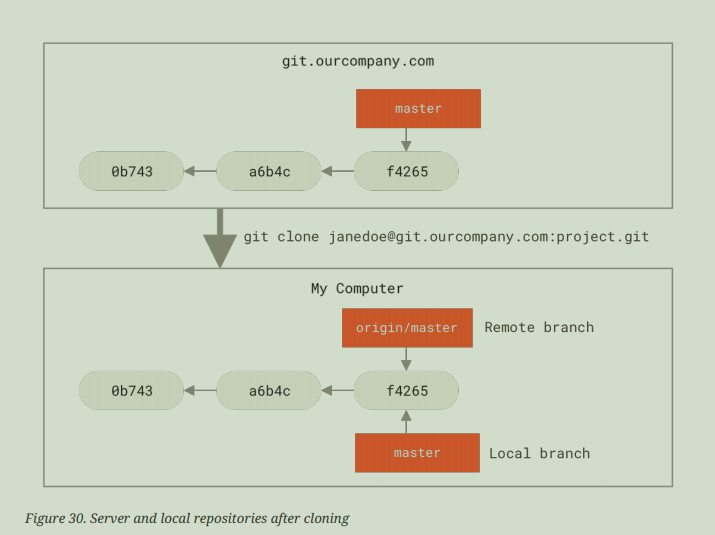 git.ourcompany.com
master
0b743
a6b4c
f4265
git clone janedoe@git.ourcompany.com:project.git
My Computer
origin/master
Remote branch
0b743
a6b4c
f4265
master
Local branch
Figure 30. Server and local repositories after cloning